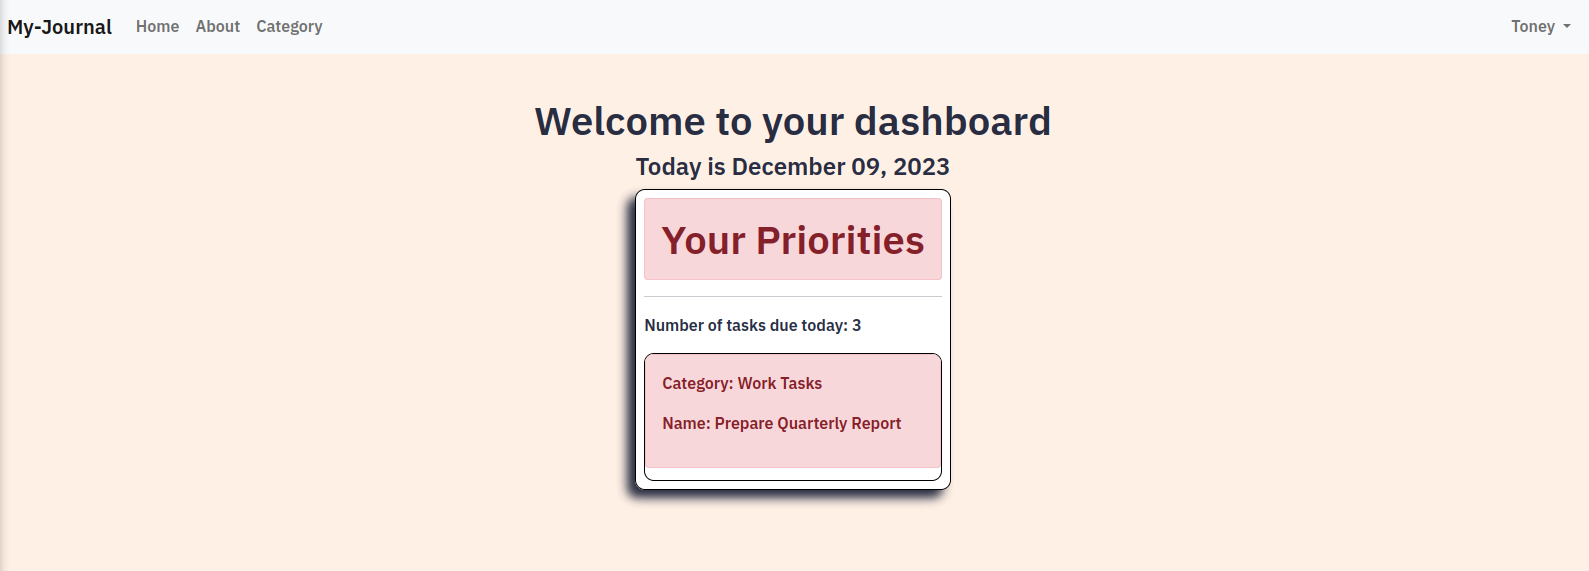 My-Journal Home About Category Toney
Welcome to your dashboard
Today is December 09, 2023
Your Priorities
Number of tasks due today: 3
Category: Work Tasks
Name: Prepare Quarterly Report